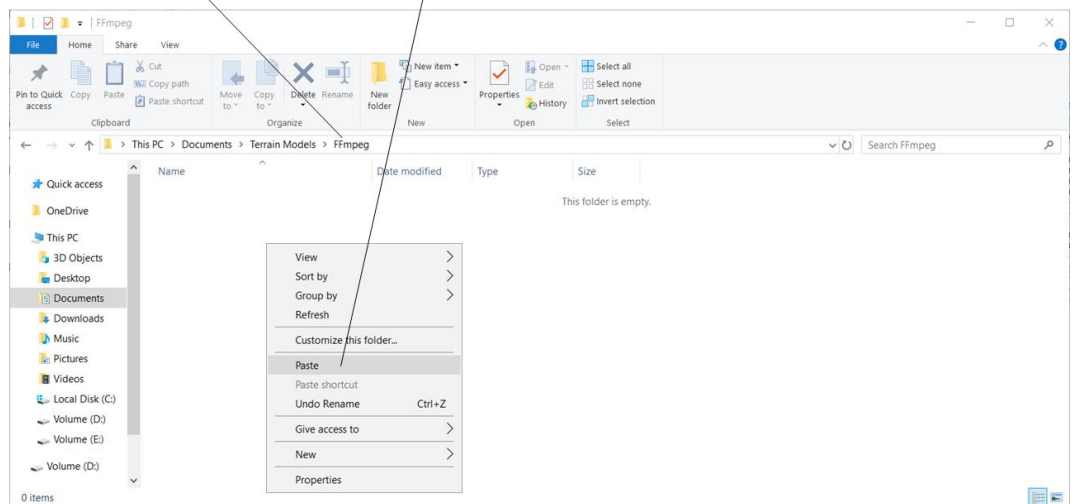 FFmpeg
File Home Share View
Pin to Quick access
Copy
Paste
Cut
Copy path
Paste shortcut
Clipboard
Move to
Copy to
Delete
Rename
Organize
New folder
New item
Easy access
New
Properties
Open
Edit
History
Open
Select all
Select none
Invert selection
Select
This PC > Documents > Terrain Models > FFmpeg
Search FFmpeg
Name Date modified Type Size
This folder is empty.
Quick access
OneDrive
This PC
3D Objects
Desktop
Documents
Downloads
Music
Pictures
Videos
Local Disk (C:)
Volume (D:)
Volume (E:)
Volume (D:)
View
Sort by
Group by
Refresh
Customize this folder...
Paste
Paste shortcut
Undo Rename Ctrl+Z
Give access to
New
Properties
0 items